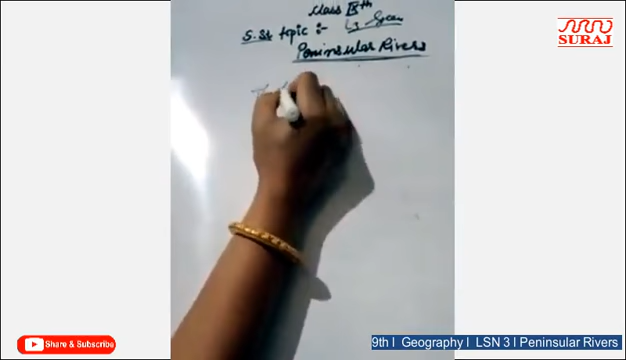 Class IXth
S.St topic :-
Peninsular Rivers
SURAJ
Share & Subscribe
9th I Geography I LSN 3 I Peninsular Rivers